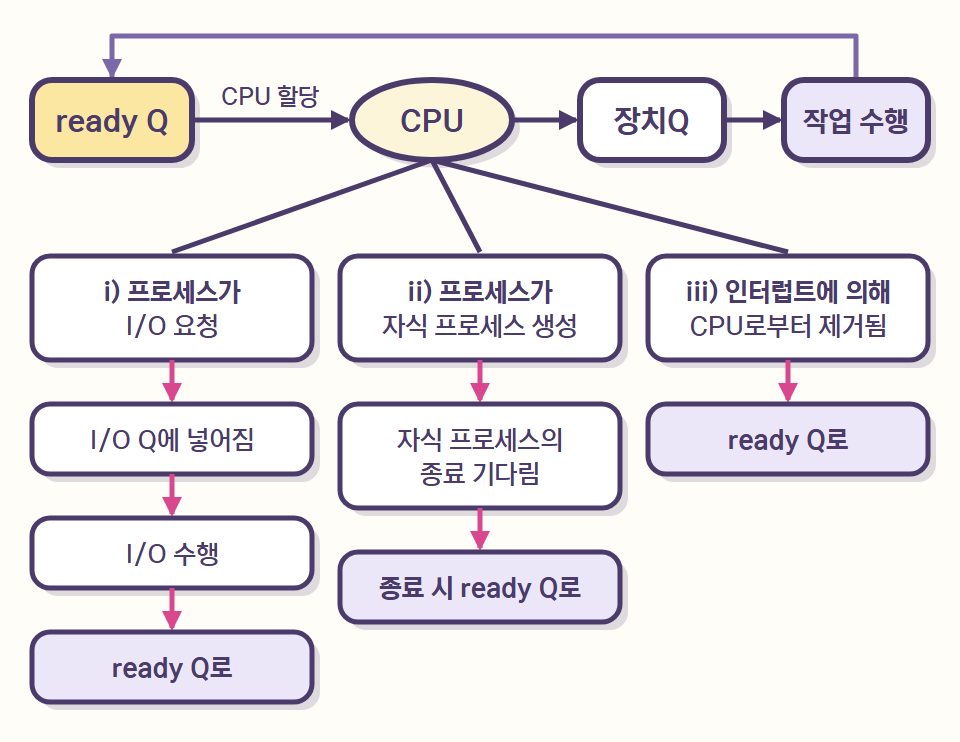 ready Q
CPU 할당
CPU
장치Q
작업 수행
i) 프로세스가
I/O 요청
I/O Q에 넣어짐
I/O 수행
ready Q로
ii) 프로세스가
자식 프로세스 생성
자식 프로세스의
종료 기다림
종료 시 ready Q로
iii) 인터럽트에 의해
CPU로부터 제거됨
ready Q로